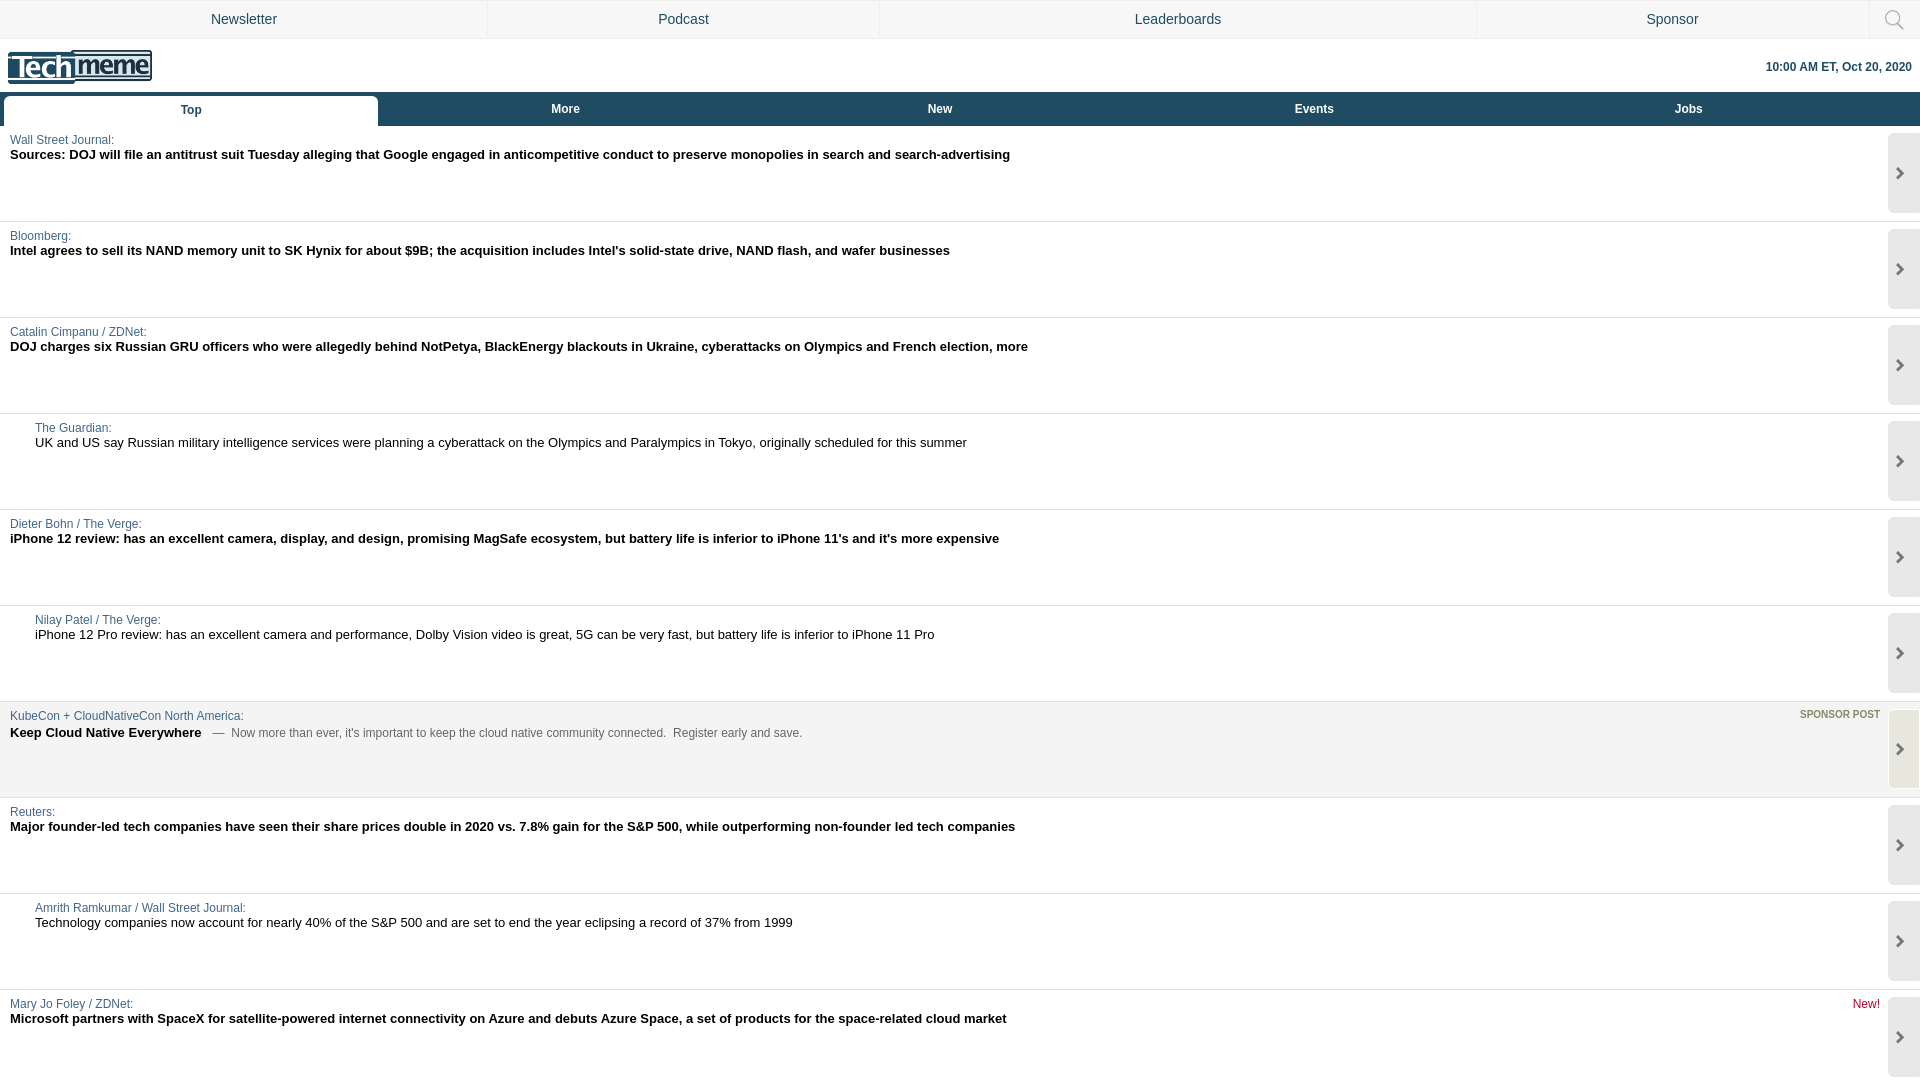 Newsletter
Podcast
Leaderboards
Sponsor
Techmeme
10:00 AM ET, Oct 20, 2020
Top
More
New
Events
Jobs
Wall Street Journal:
Sources: DOJ will file an antitrust suit Tuesday alleging that Google engaged in anticompetitive conduct to preserve monopolies in search and search-advertising
Bloomberg:
Intel agrees to sell its NAND memory unit to SK Hynix for about $9B; the acquisition includes Intel's solid-state drive, NAND flash, and wafer businesses
Catalin Cimpanu / ZDNet:
DOJ charges six Russian GRU officers who were allegedly behind NotPetya, BlackEnergy blackouts in Ukraine, cyberattacks on Olympics and French election, more
The Guardian:
UK and US say Russian military intelligence services were planning a cyberattack on the Olympics and Paralympics in Tokyo, originally scheduled for this summer
Dieter Bohn / The Verge:
iPhone 12 review: has an excellent camera, display, and design, promising MagSafe ecosystem, but battery life is inferior to iPhone 11's and it's more expensive
Nilay Patel / The Verge:
iPhone 12 Pro review: has an excellent camera and performance, Dolby Vision video is great, 5G can be very fast, but battery life is inferior to iPhone 11 Pro
KubeCon + CloudNativeCon North America:
SPONSOR POST
Keep Cloud Native Everywhere — Now more than ever, it's important to keep the cloud native community connected. Register early and save.
Reuters:
Major founder-led tech companies have seen their share prices double in 2020 vs. 7.8% gain for the S&P 500, while outperforming non-founder led tech companies
Amrith Ramkumar / Wall Street Journal:
Technology companies now account for nearly 40% of the S&P 500 and are set to end the year eclipsing a record of 37% from 1999
Mary Jo Foley / ZDNet:
New!
Microsoft partners with SpaceX for satellite-powered internet connectivity on Azure and debuts Azure Space, a set of products for the space-related cloud market